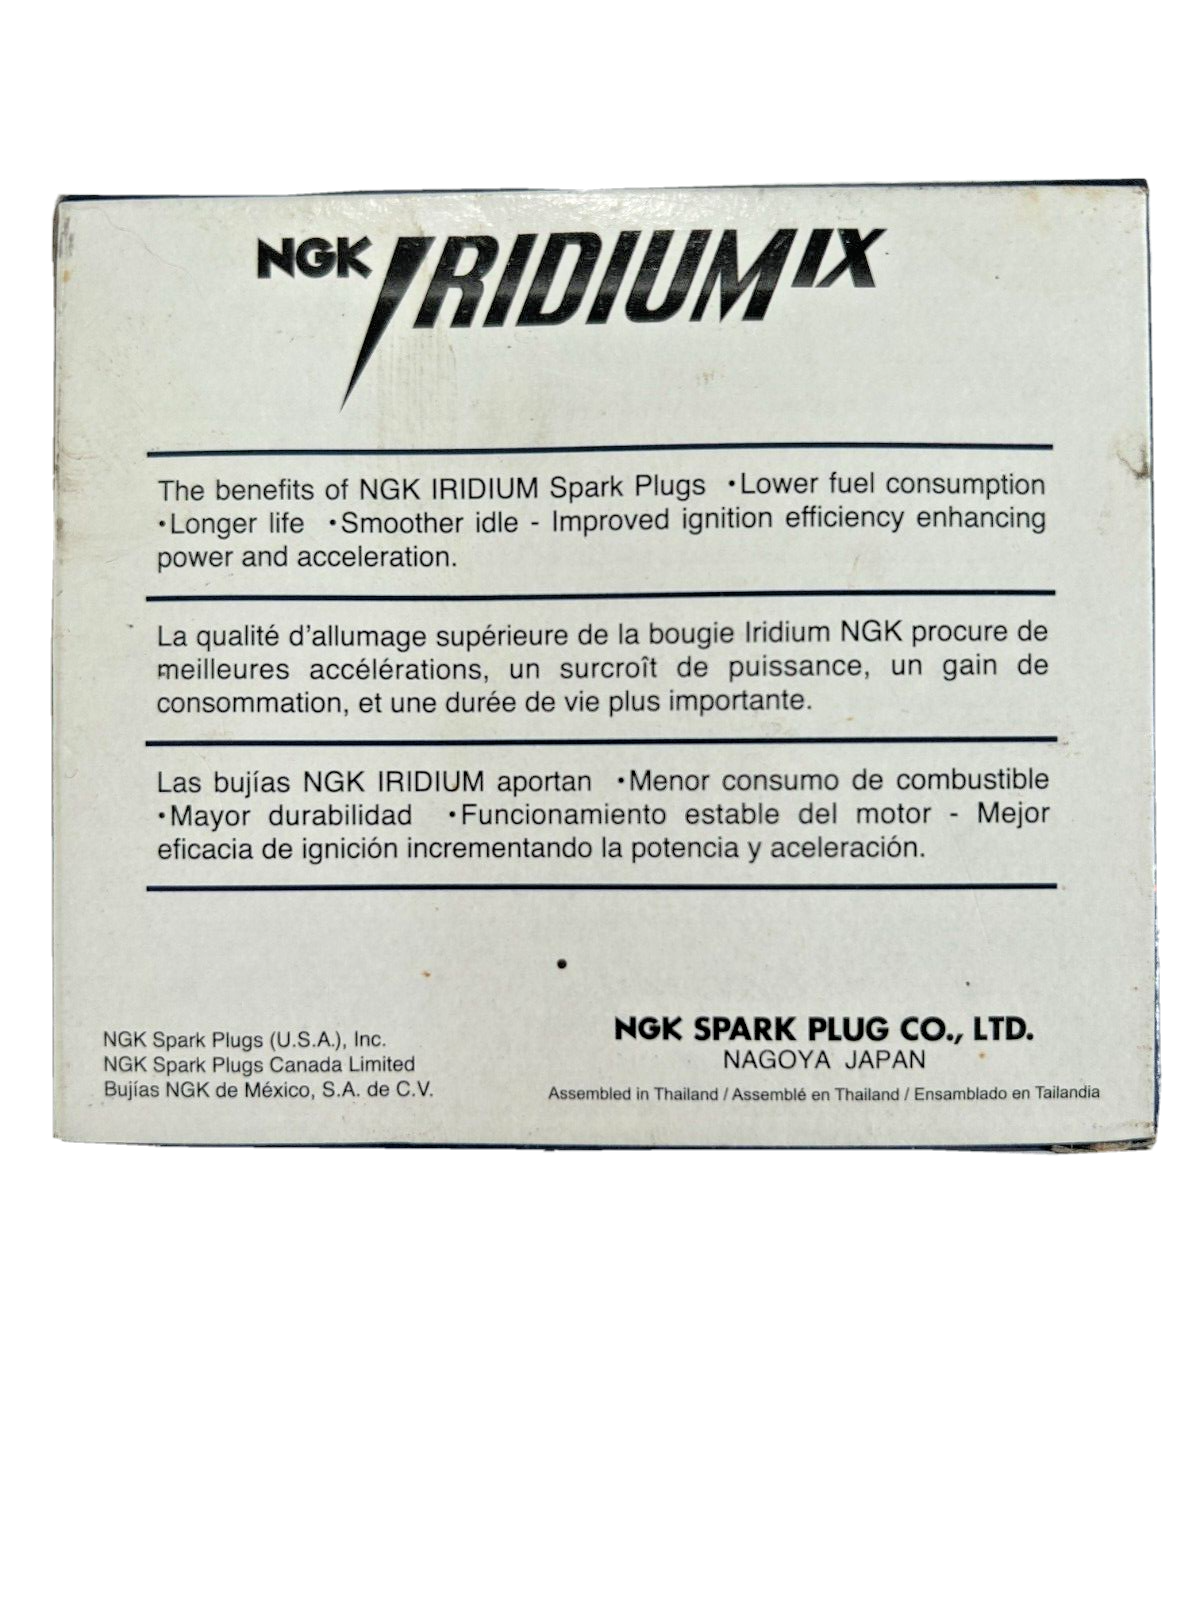 NGK IRIDIUM IX
The benefits of NGK IRIDIUM Spark Plugs •Lower fuel consumption
•Longer life •Smoother idle - Improved ignition efficiency enhancing
power and acceleration.
La qualité d'allumage supérieure de la bougie Iridium NGK procure de
meilleures accélérations, un surcroît de puissance, un gain de
consommation, et une durée de vie plus importante.
Las bujías NGK IRIDIUM aportan •Menor consumo de combustible
•Mayor durabilidad •Funcionamiento estable del motor - Mejor
eficacia de ignición incrementando la potencia y aceleración.
NGK Spark Plugs (U.S.A.), Inc.
NGK Spark Plugs Canada Limited
Bujías NGK de México, S.A. de C.V.
NGK SPARK PLUG CO., LTD.
NAGOYA JAPAN
Assembled in Thailand / Assemblé en Thailand / Ensamblado en Tailandia